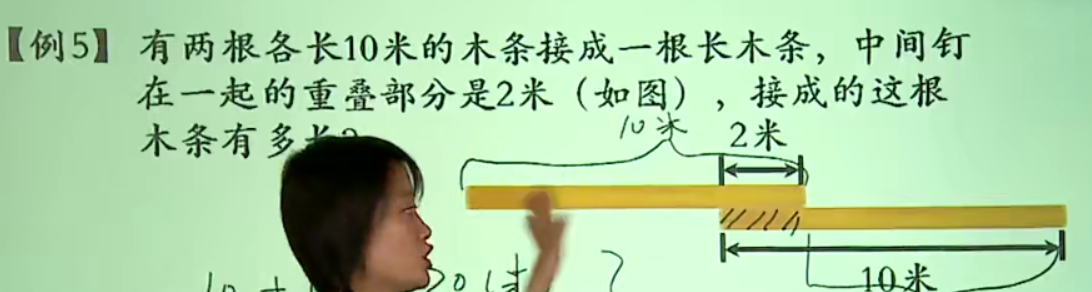 【例5】 有两根各长10米的木条接成一根长木条，中间钉
在一起的重叠部分是2米（如图），接成的这根
木条有多长?
10米
2米
10米